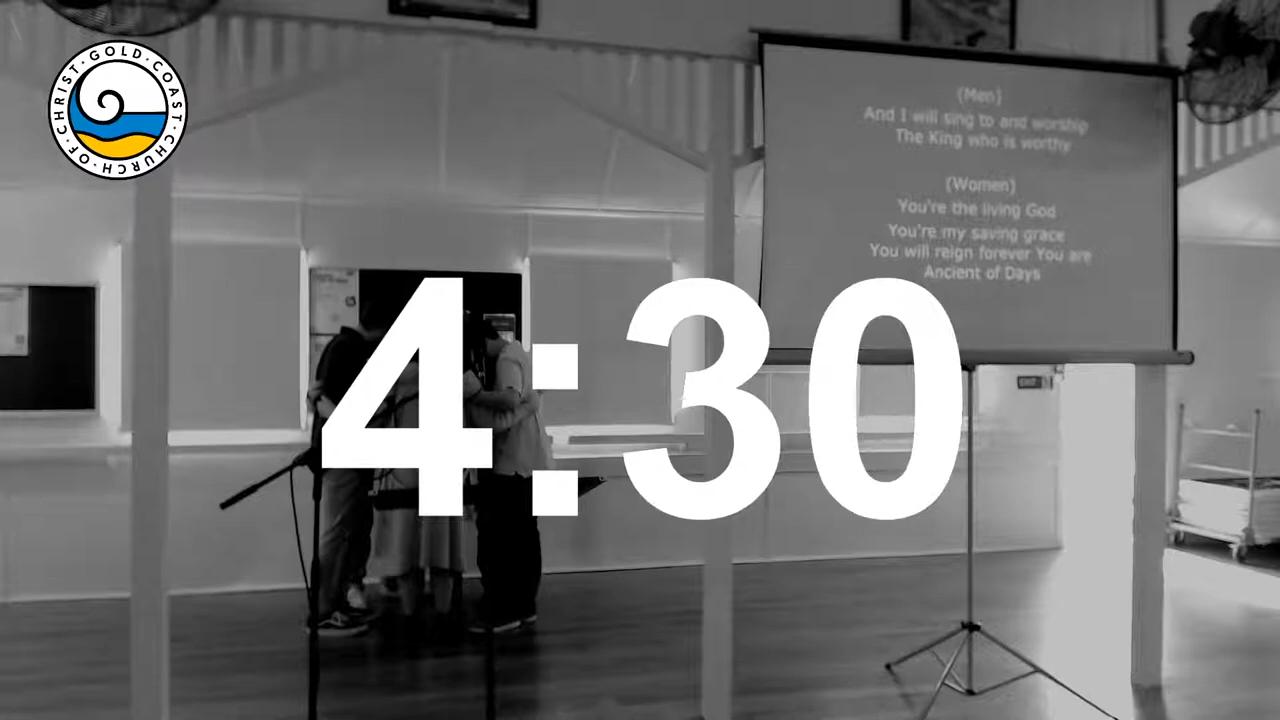 GOLD · COAST · CHURCH · OF · CHRIST ·
(Men)
And I will sing to and worship
The King who is worthy
(Women)
You're the living God
You're my saving grace
You will reign forever You are
Ancient of Days
4:30
EXIT